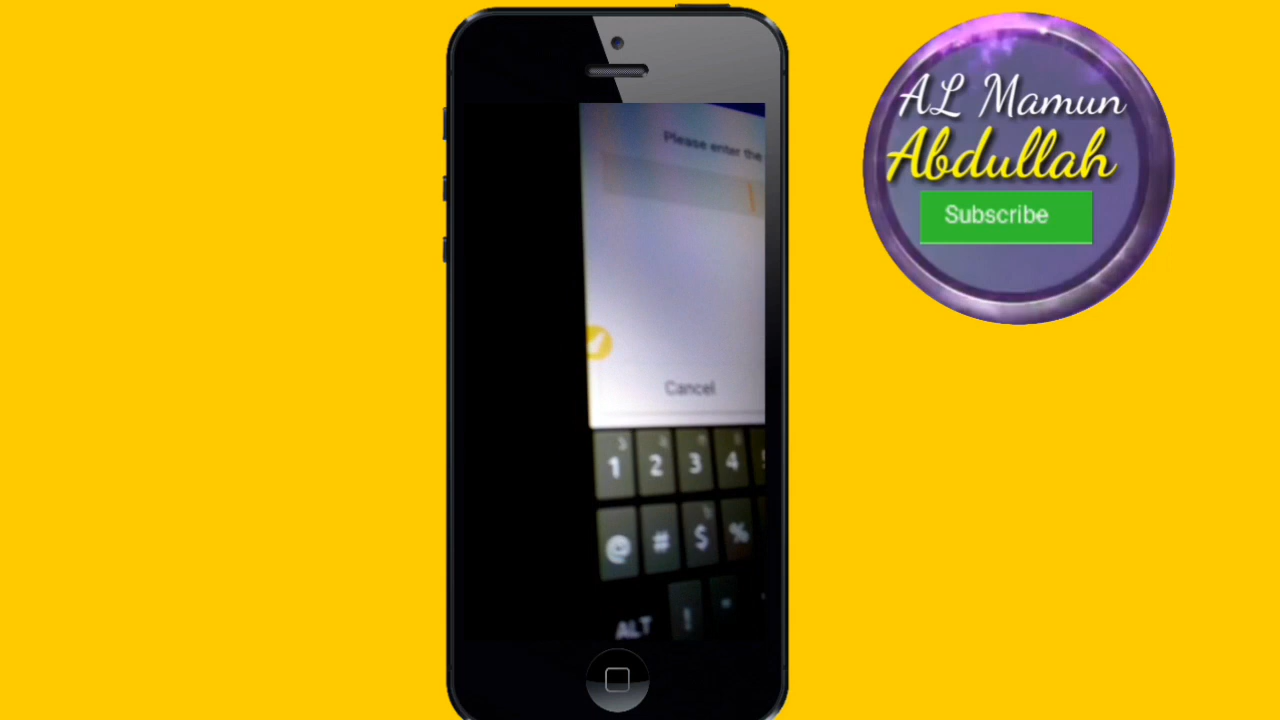 AL Mamun
Abdullah
Subscribe
Please enter the
Cancel
1 2 3 4
@ # $ %
ALT !